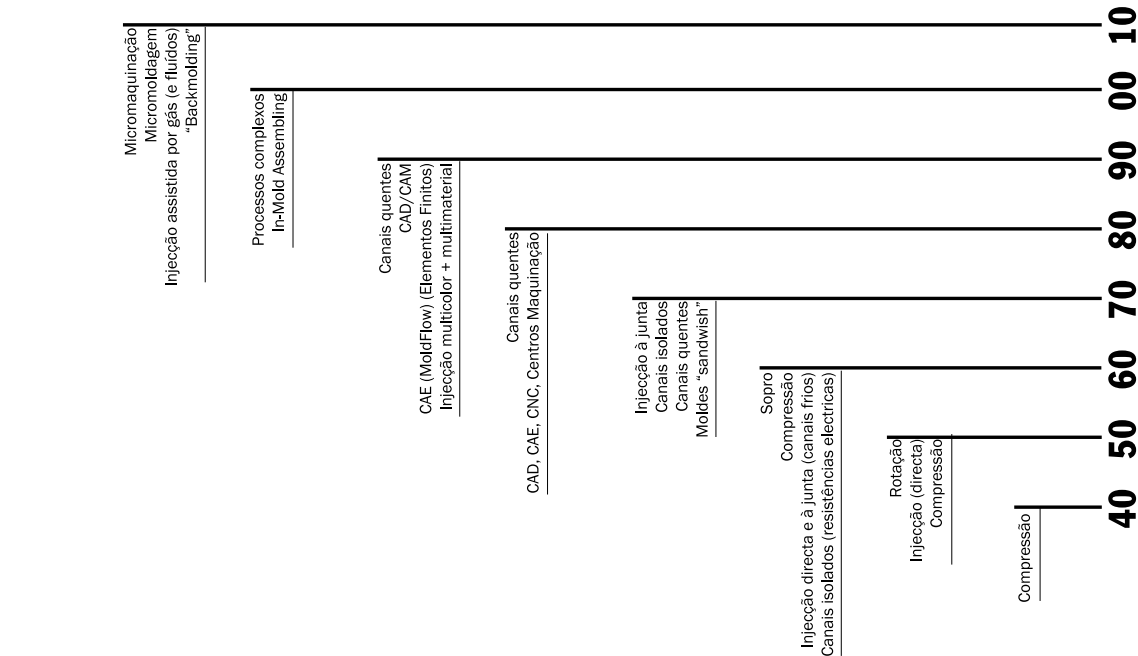 Micromaquinação
Micromoldagem
Injecção assistida por gás (e fluídos)
“Backmolding”
10
Processos complexos
In-Mold Assembling
00
Canais quentes
CAD/CAM
CAE (MoldFlow) (Elementos Finitos)
Injecção multicolor + multimaterial
90
Canais quentes
CAD, CAE, CNC, Centros Maquinação
80
Injecção à junta
Canais isolados
Canais quentes
Moldes “sandwish”
70
Sopro
Compressão
Injecção directa e à junta (canais frios)
Canais isolados (resistências electricas)
60
Rotação
Injecção (directa)
Compressão
50
Compressão
40